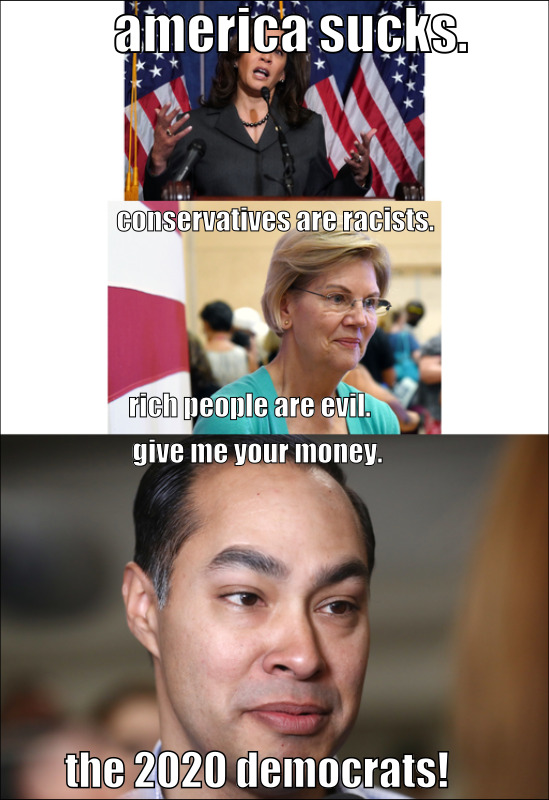 america sucks.
conservatives are racists.
rich people are evil.
give me your money.
the 2020 democrats!